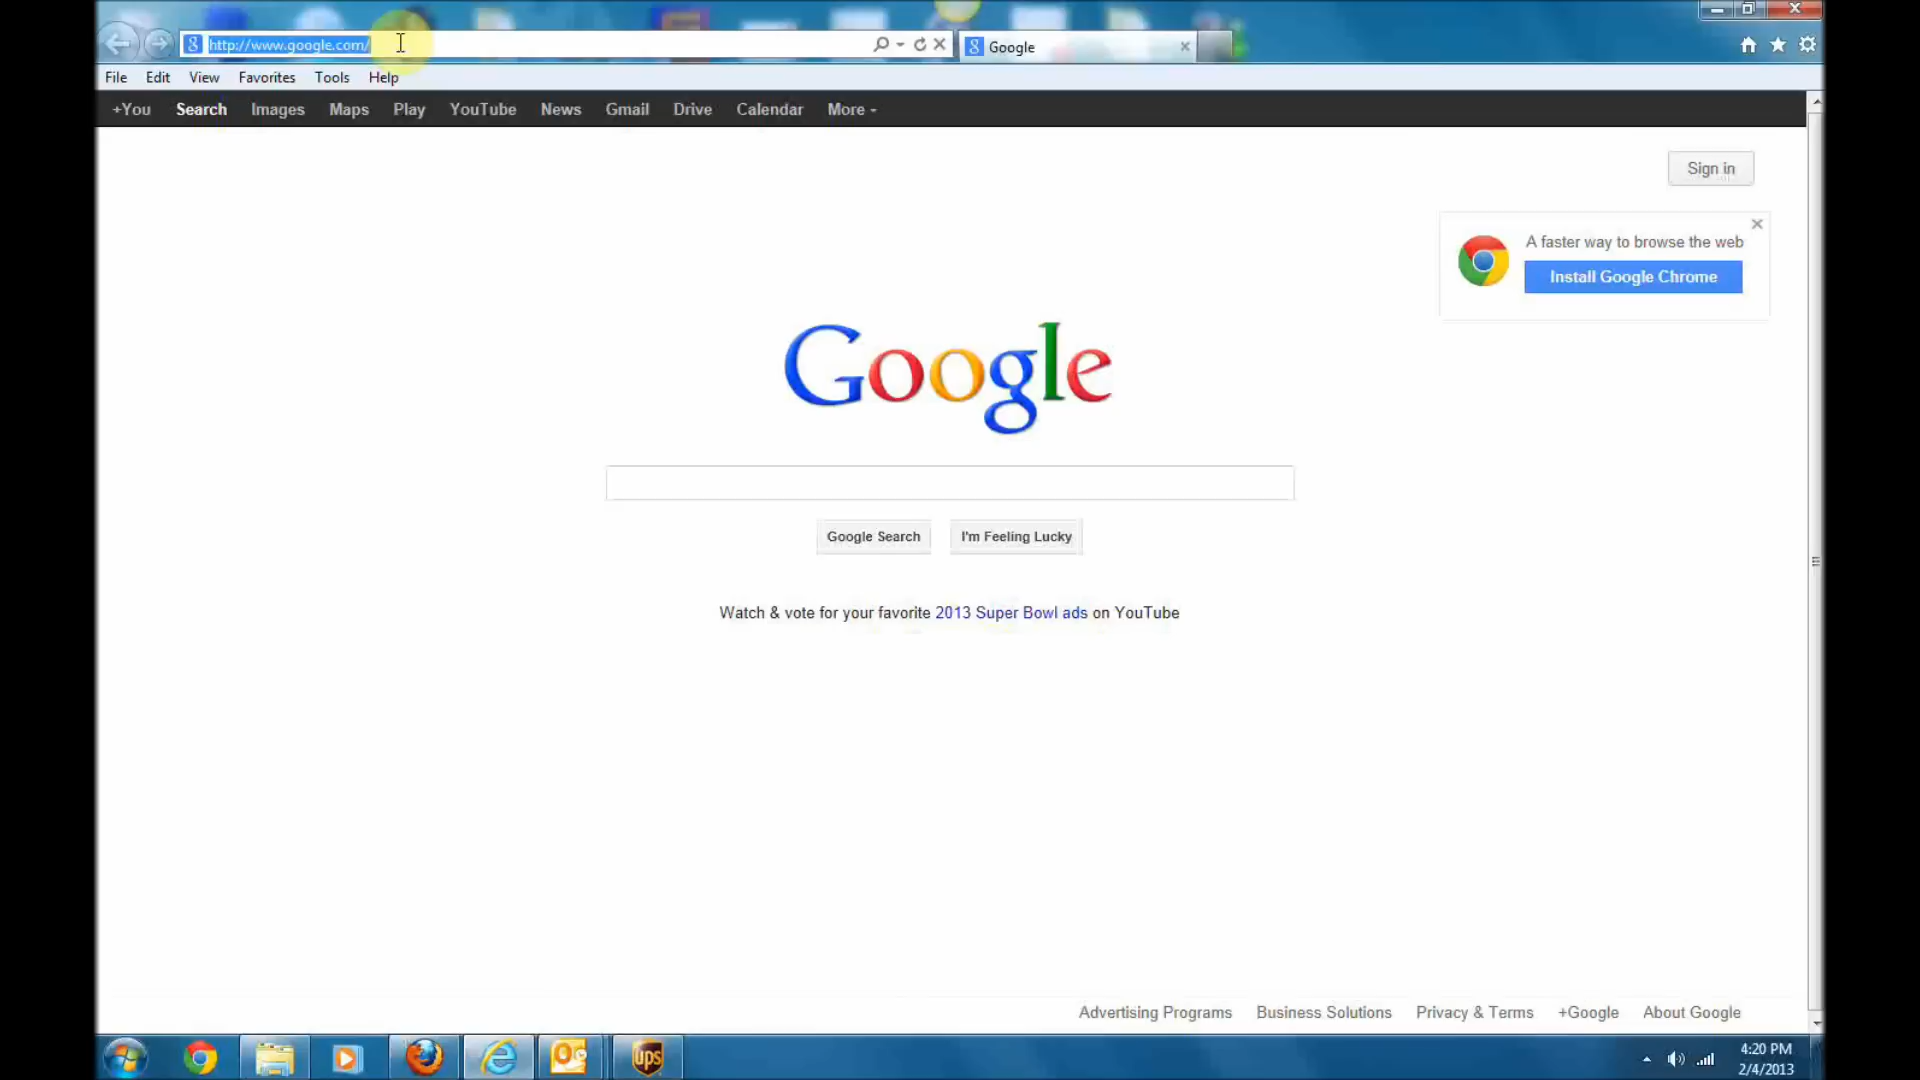 http://www.google.com/
Google
File Edit View Favorites Tools Help
+You Search Images Maps Play YouTube News Gmail Drive Calendar More
Sign in
A faster way to browse the web
Install Google Chrome
Google
Google Search I'm Feeling Lucky
Watch & vote for your favorite 2013 Super Bowl ads on YouTube
Advertising Programs Business Solutions Privacy & Terms +Google About Google
ups
4:20 PM
2/4/2013